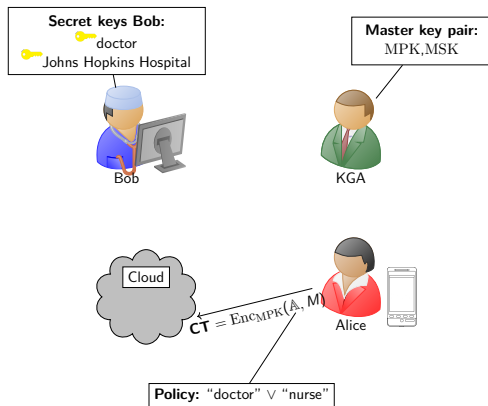 Secret keys Bob:
doctor
Johns Hopkins Hospital
Master key pair:
MPK,MSK
Bob
KGA
Cloud
CT = Enc_MPK(𝔸, M)
Alice
Policy: “doctor” ∨ “nurse”